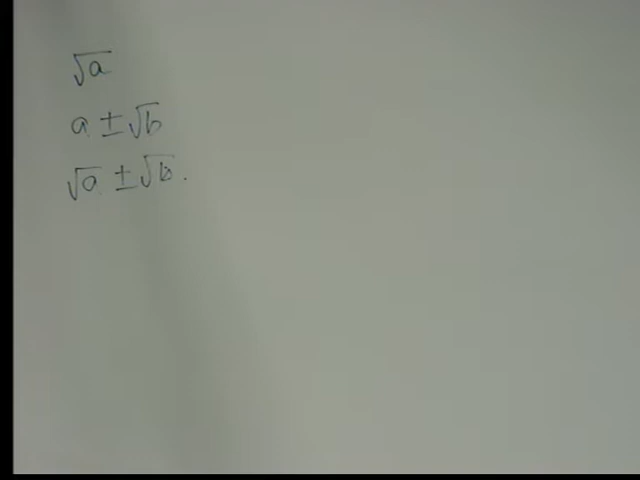 √a
a ± √b
√a ± √b.